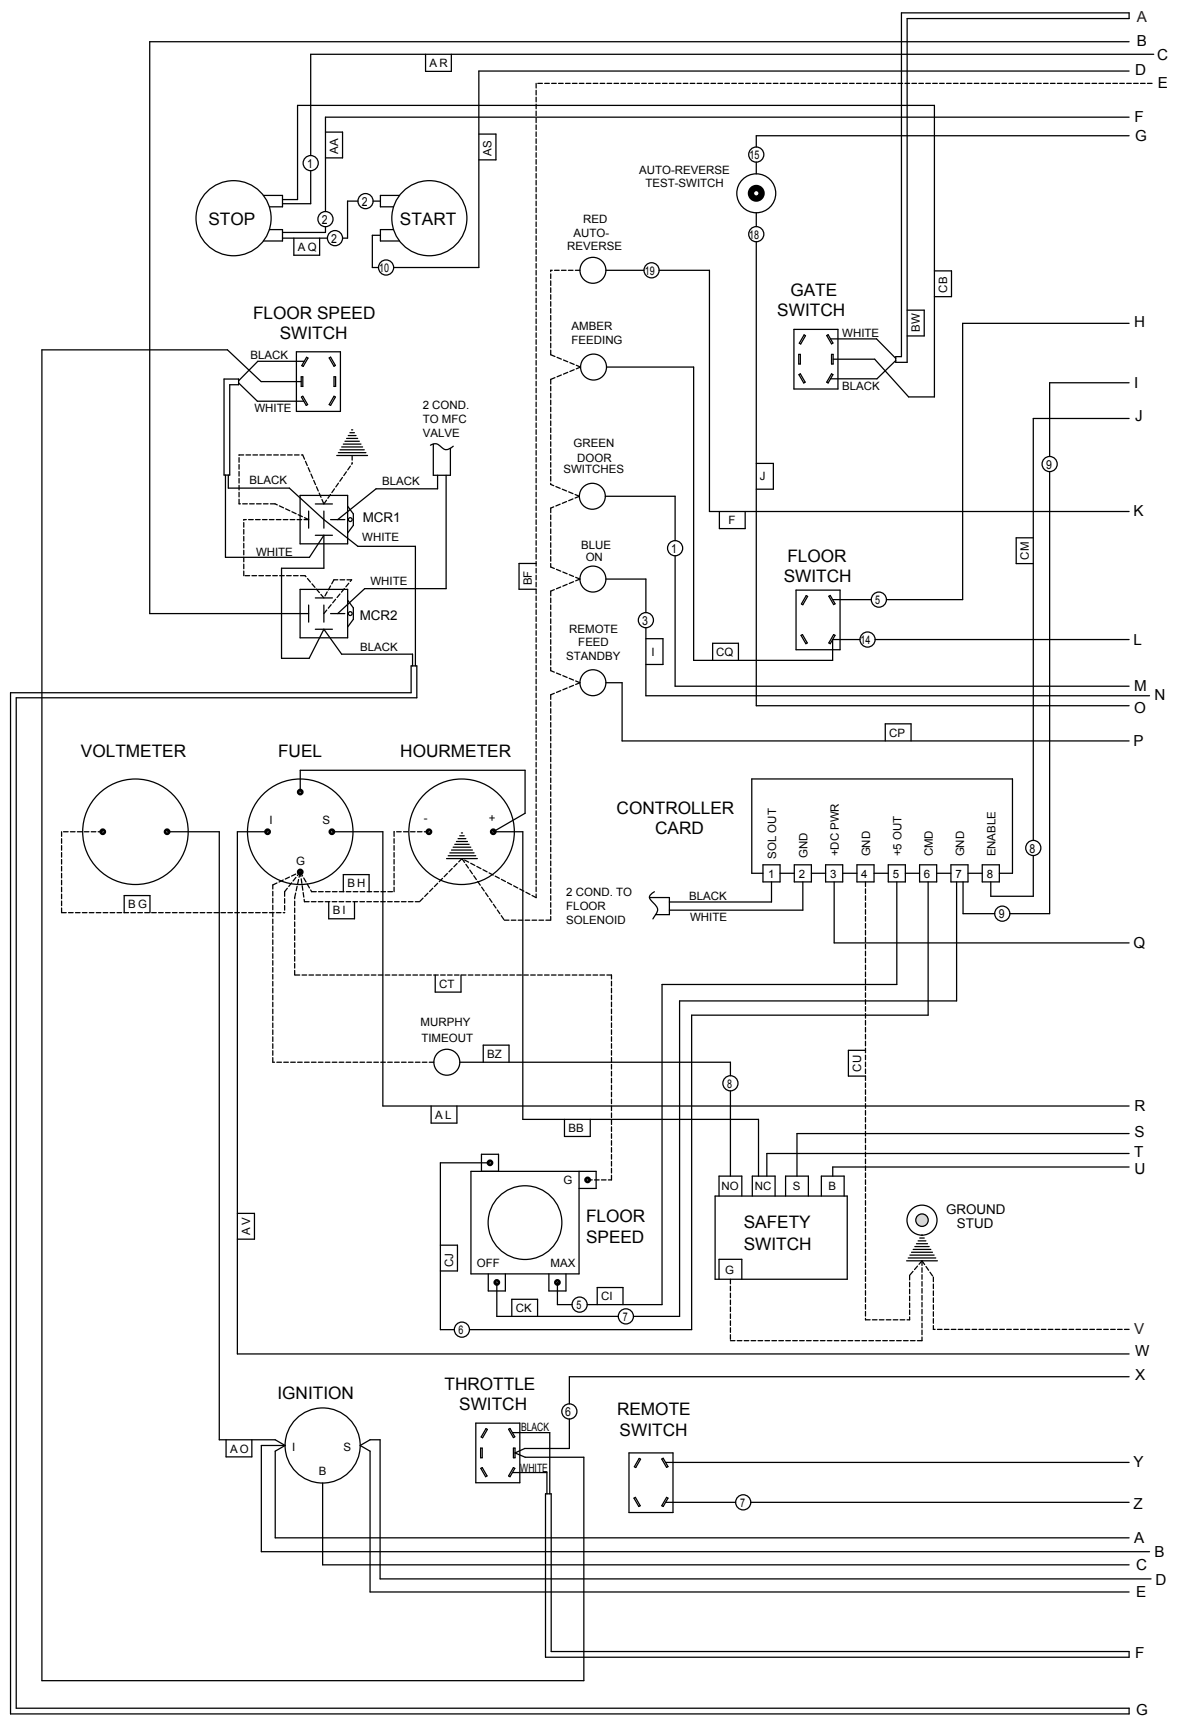 A
B
C
AR
D
E
F
G
AA
AS
1
15
AUTO-REVERSE
TEST-SWITCH
2
STOP
START
RED
AUTO-
REVERSE
2
2
18
AQ
10
19
CB
GATE
SWITCH
FLOOR SPEED
SWITCH
AMBER
FEEDING
BW
WHITE
H
BLACK
BLACK
I
WHITE
2 COND.
TO MFC
VALVE
J
GREEN
DOOR
SWITCHES
9
J
BLACK
BLACK
K
MCR1
F
WHITE
WHITE
BLUE
ON
1
FLOOR
SWITCH
CM
BF
WHITE
5
MCR2
3
REMOTE
FEED
STANDBY
14
L
BLACK
I
CQ
M
N
O
CP
P
VOLTMETER
FUEL
HOURMETER
CONTROLLER
CARD
SOL OUT
GND
+DC PWR
GND
+5 OUT
CMD
GND
ENABLE
I
S
-
+
8
G
1
2
3
4
5
6
7
8
BH
BG
BI
2 COND. TO
FLOOR
SOLENOID
BLACK
WHITE
9
Q
CT
MURPHY
TIMEOUT
BZ
CU
8
R
AL
BB
S
T
U
G
NO
NC
S
B
FLOOR
SPEED
SAFETY
SWITCH
GROUND
STUD
AV
CJ
OFF
MAX
G
CI
5
CK
7
6
V
W
X
IGNITION
THROTTLE
SWITCH
6
REMOTE
SWITCH
BLACK
AO
I
S
B
WHITE
Y
7
Z
A
B
C
D
E
F
G